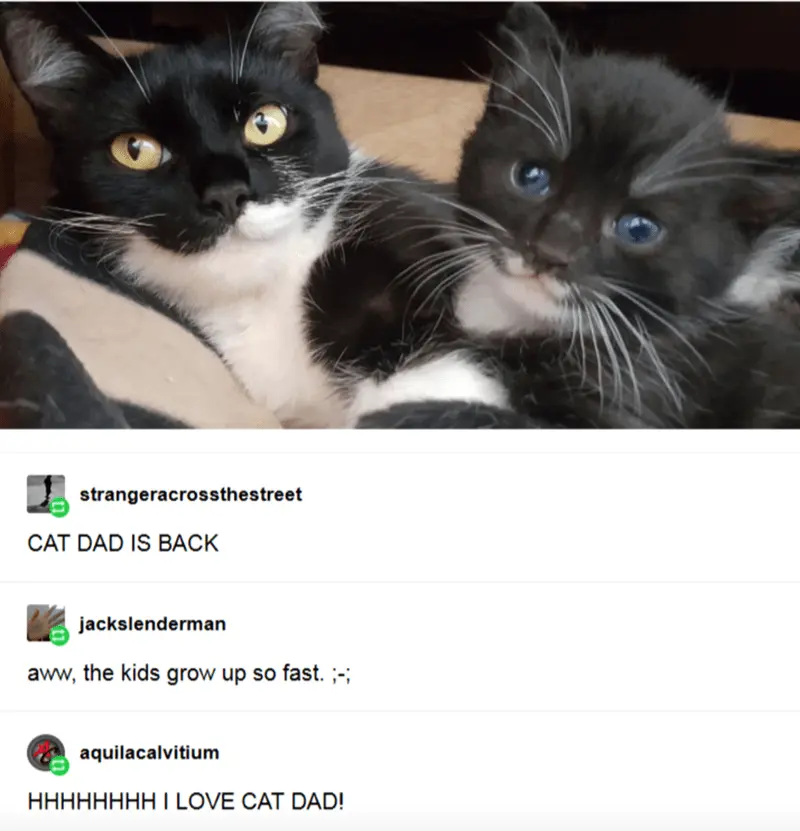 strangeracrossthestreet
CAT DAD IS BACK
jackslenderman
aww, the kids grow up so fast. ;-;
aquilacalvitium
HHHHHHHH I LOVE CAT DAD!